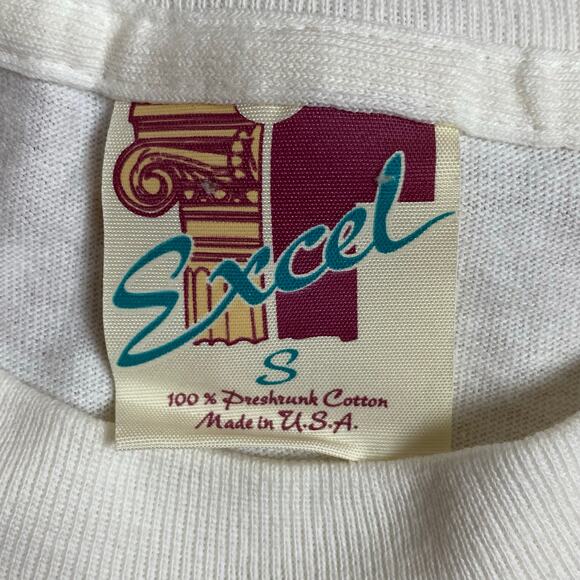 Excel
S
100 % Preshrunk Cotton
Made in U.S.A.